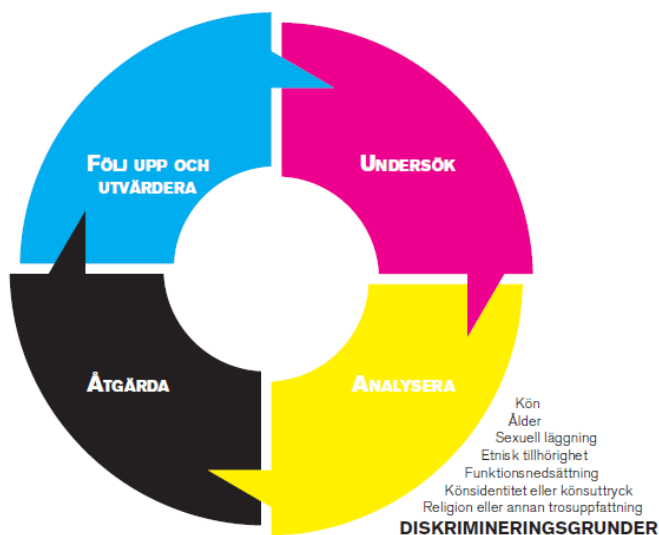 FÖLJ UPP OCH
UTVÄRDERA
UNDERSÖK
ÅTGÄRDA
ANALYSERA
Kön
Ålder
Sexuell läggning
Etnisk tillhörighet
Funktionsnedsättning
Könsidentitet eller könsuttryck
Religion eller annan trosuppfattning
DISKRIMINERINGSGRUNDER